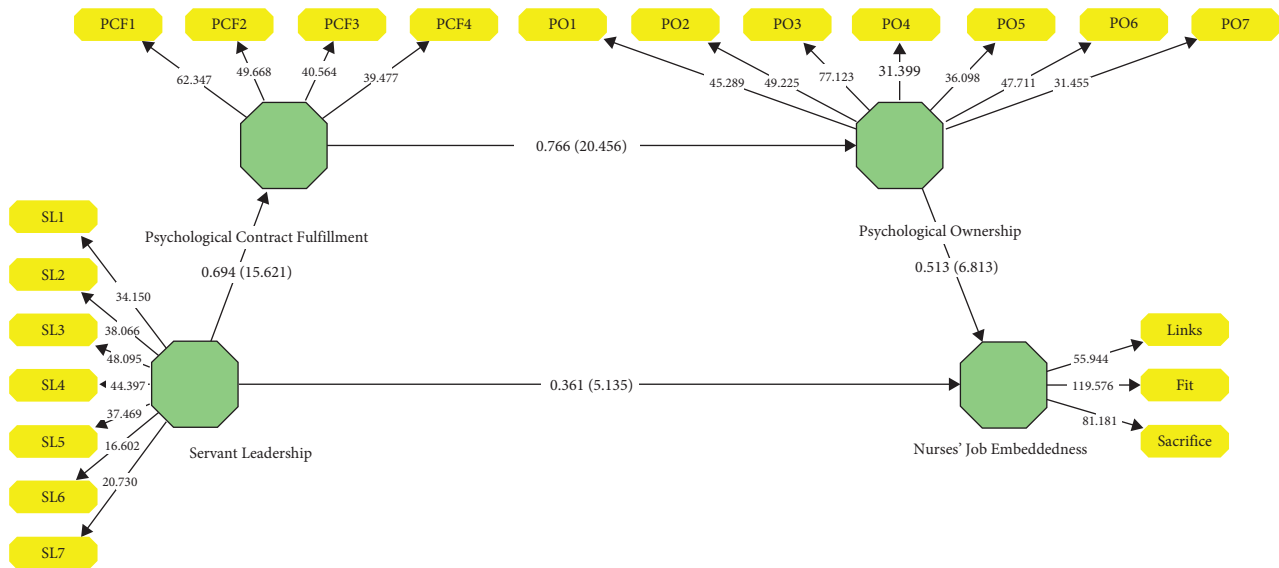 PCF1
PCF2
PCF3
PCF4
PO1
PO2
PO3
PO4
PO5
PO6
PO7
62.347
49.668
40.564
39.477
45.289
49.225
77.123
31.399
36.098
47.711
31.455
0.766 (20.456)
Psychological Contract Fulfillment
Psychological Ownership
0.694 (15.621)
0.513 (6.813)
SL1
SL2
SL3
SL4
SL5
SL6
SL7
34.150
38.066
48.095
44.397
37.469
16.602
20.730
Servant Leadership
0.361 (5.135)
Nurses' Job Embeddedness
55.944
119.576
81.181
Links
Fit
Sacrifice